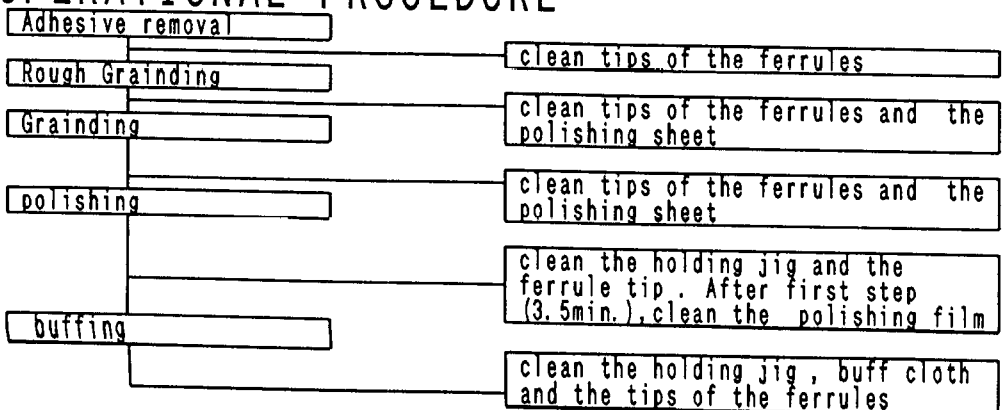 OPERATIONAL PROCEDURE
Adhesive removal
clean tips of the ferrules
Rough Grainding
clean tips of the ferrules and the
polishing sheet
Grainding
clean tips of the ferrules and the
polishing sheet
polishing
clean the holding jig and the
ferrule tip. After first step
(3.5min.),clean the polishing film
buffing
clean the holding jig, buff cloth
and the tips of the ferrules